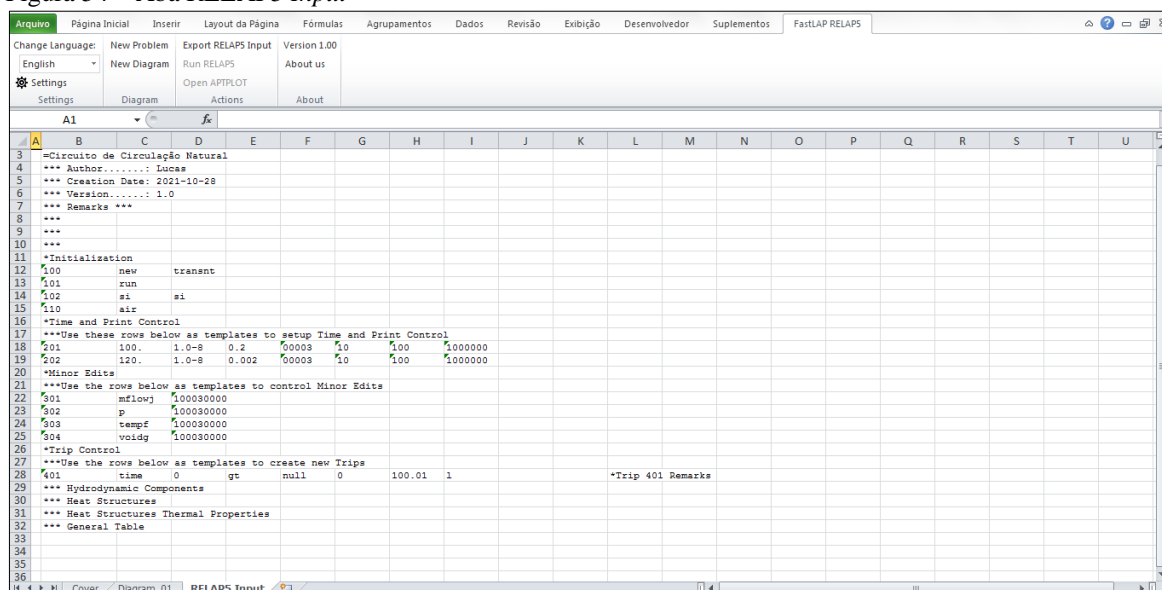 Figura 34 – Aba RELAP5 Input
Arquivo Página Inicial Inserir Layout da Página Fórmulas Agrupamentos Dados Revisão Exibição Desenvolvedor Suplementos FastLAP RELAP5
Change Language: New Problem Export RELAP5 Input Version 1.00
English New Diagram Run RELAP5 About us
Settings Open APTPLOT
Settings Diagram Actions About
A1 fx
A B C D E F G H I J K L M N O P Q R S T U
3 =Circuito de Circulação Natural
4 *** Author.......: Lucas
5 *** Creation Date: 2021-10-28
6 *** Version......: 1.0
7 *** Remarks ***
8 ***
9 ***
10 ***
11 *Initialization
12 100 new transnt
13 101 run
14 102 si si
15 110 air
16 *Time and Print Control
17 ***Use these rows below as templates to setup Time and Print Control
18 201 100. 1.0-8 0.2 00003 10 100 1000000
19 202 120. 1.0-8 0.002 00003 10 100 1000000
20 *Minor Edits
21 ***Use the rows below as templates to control Minor Edits
22 301 mflowj 100030000
23 302 p 100030000
24 303 tempf 100030000
25 304 voidg 100030000
26 *Trip Control
27 ***Use the rows below as templates to create new Trips
28 401 time 0 gt null 0 100.01 l *Trip 401 Remarks
29 *** Hydrodynamic Components
30 *** Heat Structures
31 *** Heat Structures Thermal Properties
32 *** General Table
33
34
35
36
Cover Diagram_01 RELAP5 Input